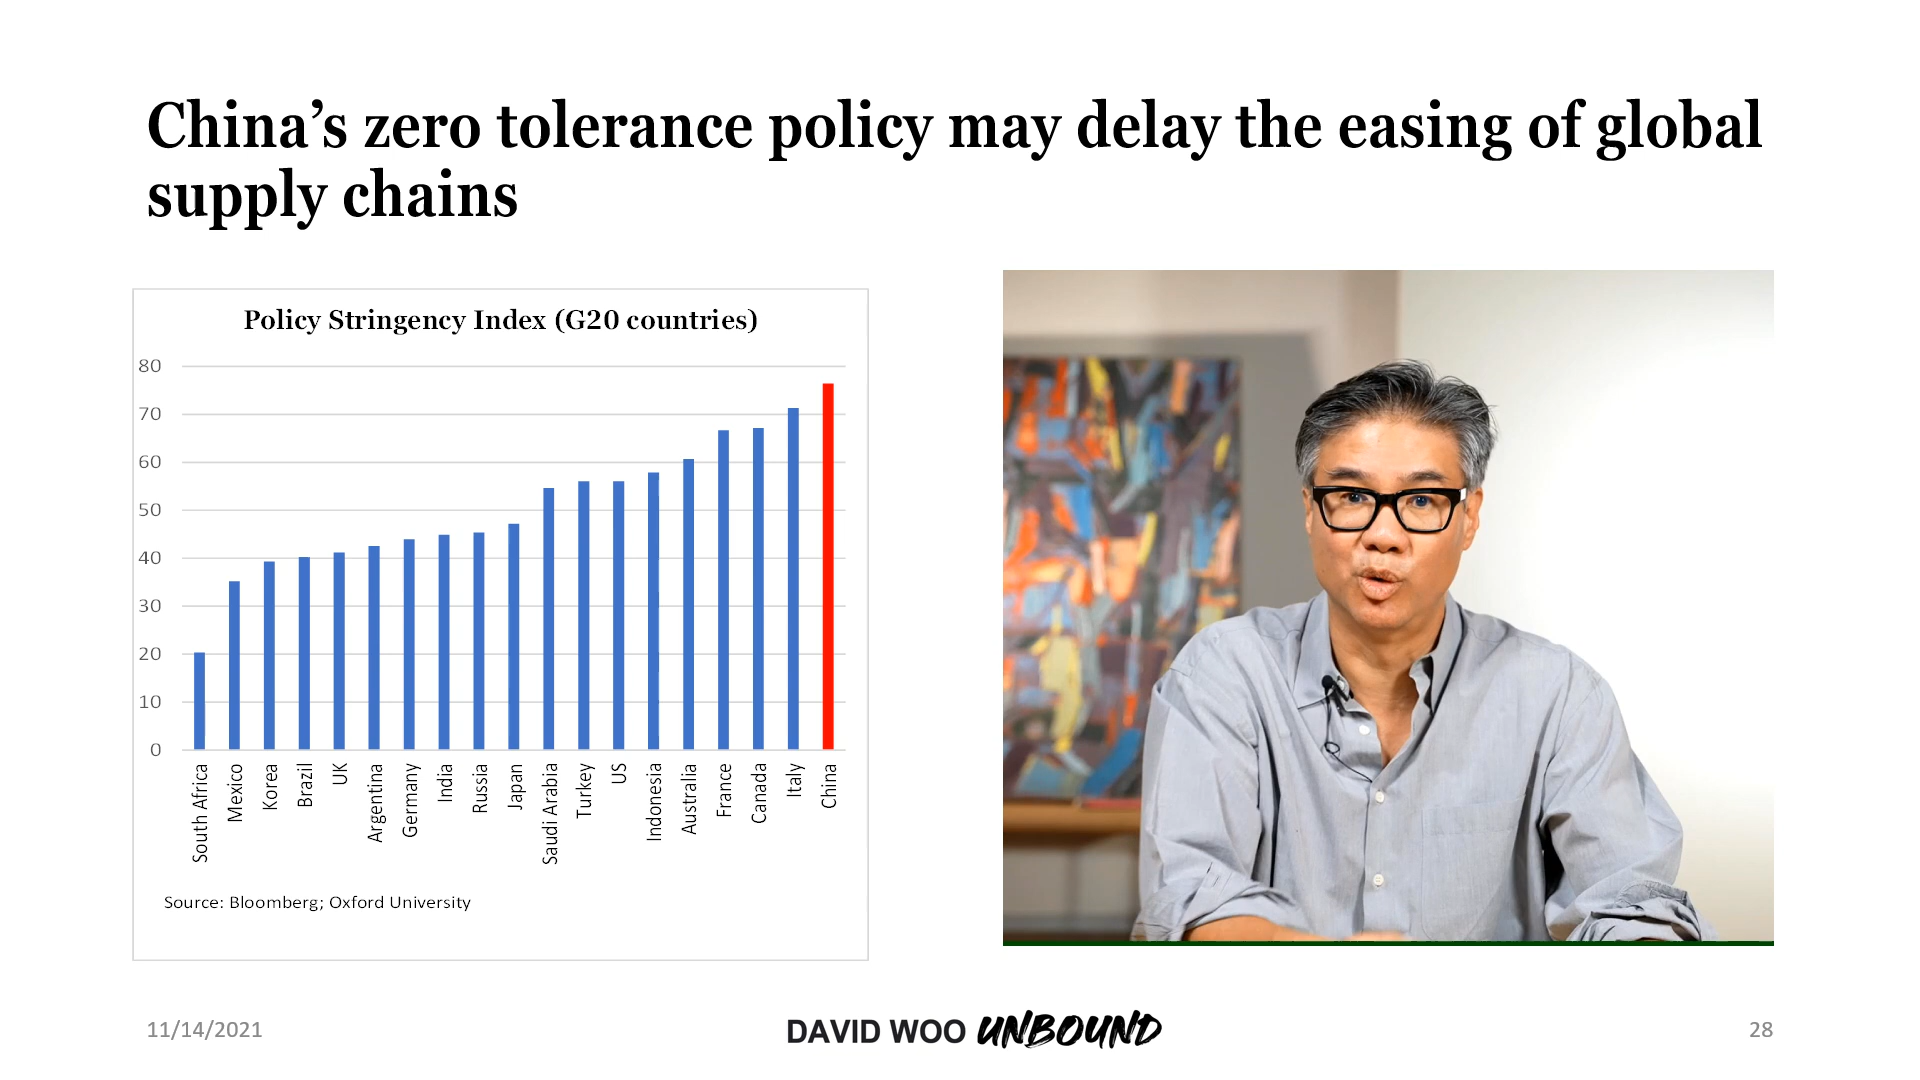 China’s zero tolerance policy may delay the easing of global
supply chains
Policy Stringency Index (G20 countries)
80
70
60
50
40
30
20
10
0
South Africa
Mexico
Korea
Brazil
UK
Argentina
Germany
India
Russia
Japan
Saudi Arabia
Turkey
US
Indonesia
Australia
France
Canada
Italy
China
Source: Bloomberg; Oxford University
11/14/2021
DAVID WOO UNBOUND
28